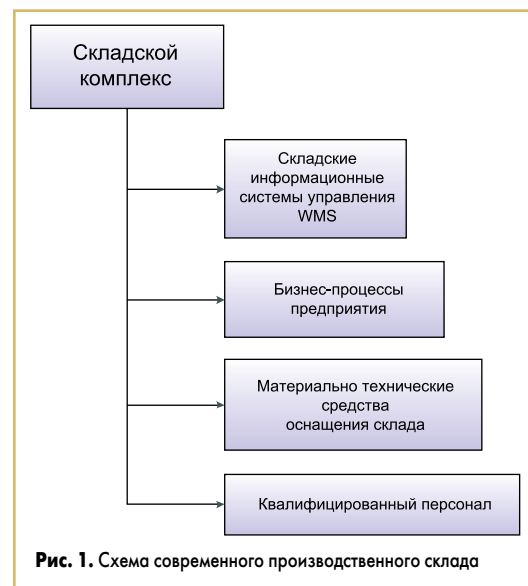 Складской
комплекс
Складские
информационные
системы управления
WMS
Бизнес-процессы
предприятия
Материально технические
средства
оснащения склада
Квалифицированный персонал
Рис. 1. Схема современного производственного склада